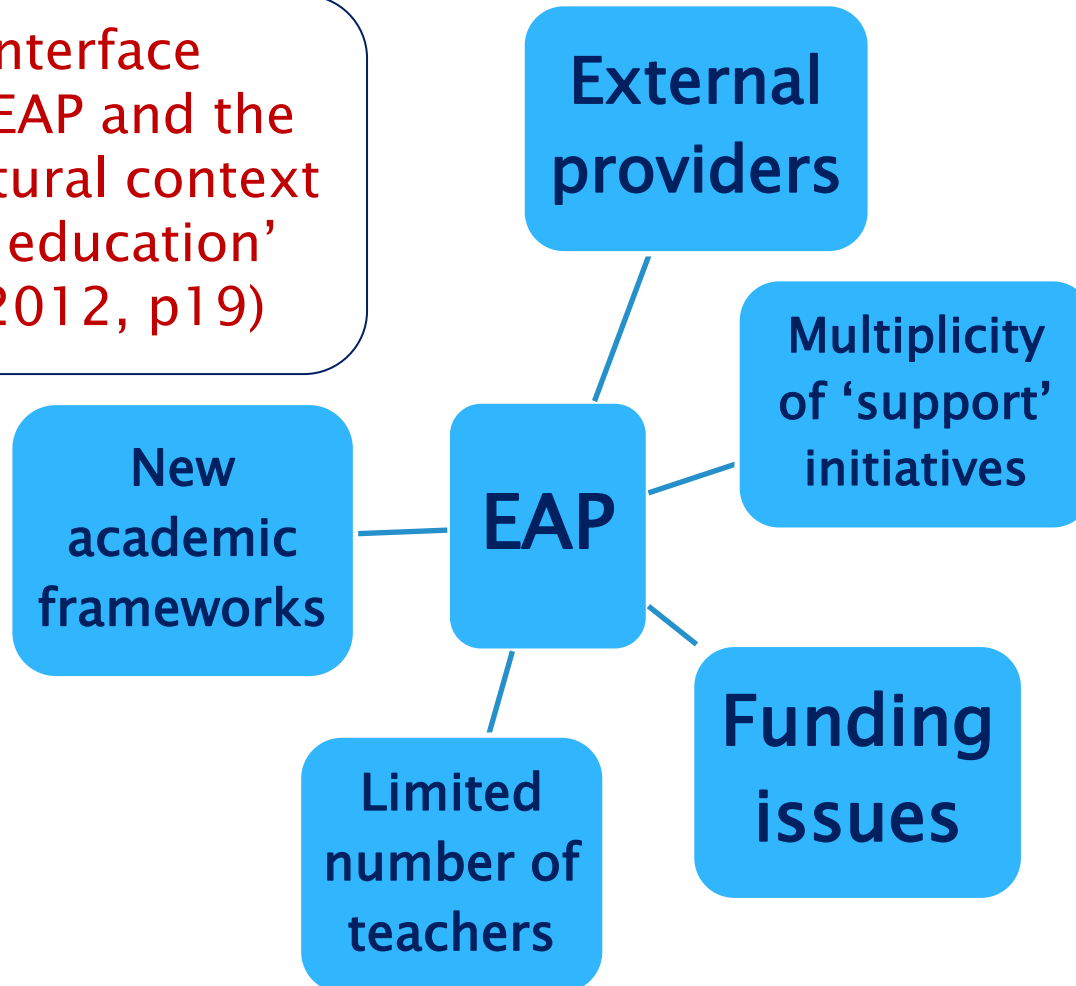 nterface
EAP and the
tural context
education’
2012, p19)
External
providers
Multiplicity
of ‘support’
initiatives
New
academic
frameworks
EAP
Funding
issues
Limited
number of
teachers